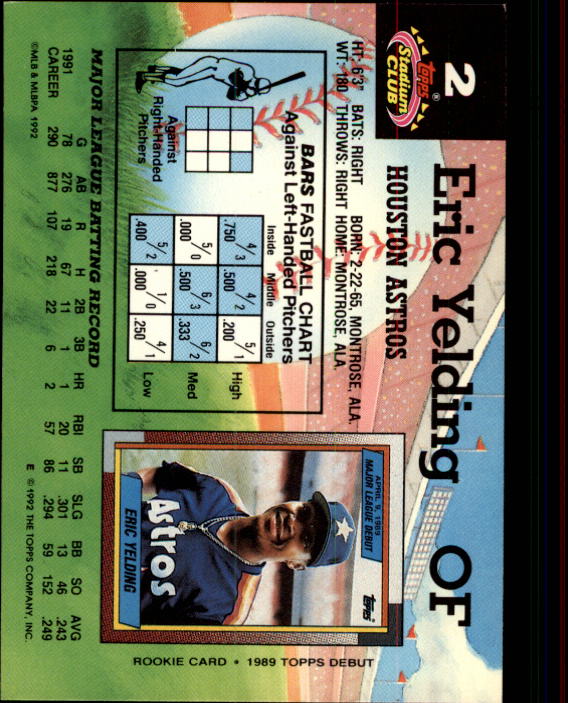 2
Topps®
Stadium
CLUB
Eric Yelding OF
HOUSTON ASTROS
HT: 6'3" BATS: RIGHT BORN: 2-22-65, MONTROSE, ALA.
WT: 180 THROWS: RIGHT HOME: MONTROSE, ALA.
BARS FASTBALL CHART
Against Left-Handed Pitchers
Inside Middle Outside
4/3 4/2 5/1 High
.750 .500 .200
5/0 6/3 6/2 Med
.000 .500 .333
5/2 1/0 4/1 Low
.400 .000 .250
Against
Right-Handed
Pitchers
APRIL 9, 1989
MAJOR LEAGUE DEBUT
Topps
Astros
ERIC YELDING
ROOKIE CARD • 1989 TOPPS DEBUT
MAJOR LEAGUE BATTING RECORD
G AB R H 2B 3B HR RBI SB SLG BB SO AVG
1991 78 276 19 67 11 1 1 20 11 .301 13 46 .243
CAREER 290 877 107 218 22 6 2 57 86 .294 59 152 .249
©MLB & MLBPA 1992
E © 1992 THE TOPPS COMPANY, INC.